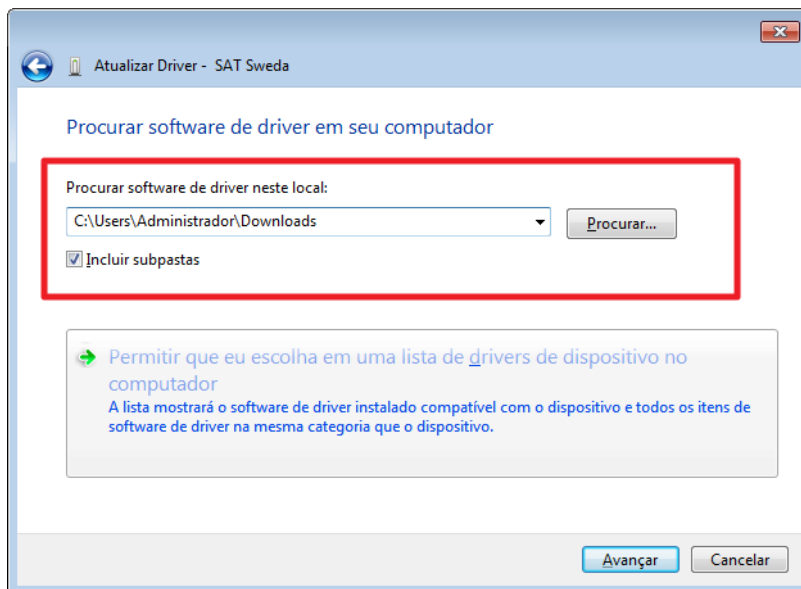 Atualizar Driver - SAT Sweda
Procurar software de driver em seu computador
Procurar software de driver neste local:
C:\Users\Administrador\Downloads
Procurar...
Incluir subpastas
Permitir que eu escolha em uma lista de drivers de dispositivo no
computador
A lista mostrará o software de driver instalado compatível com o dispositivo e todos os itens de
software de driver na mesma categoria que o dispositivo.
Avançar
Cancelar